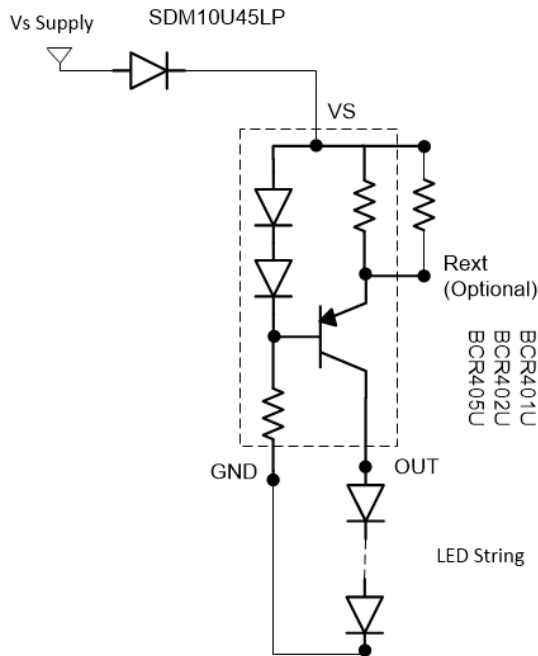 SDM10U45LP
Vs Supply
VS
Rext
(Optional)
BCR401U
BCR402U
BCR405U
GND
OUT
LED String